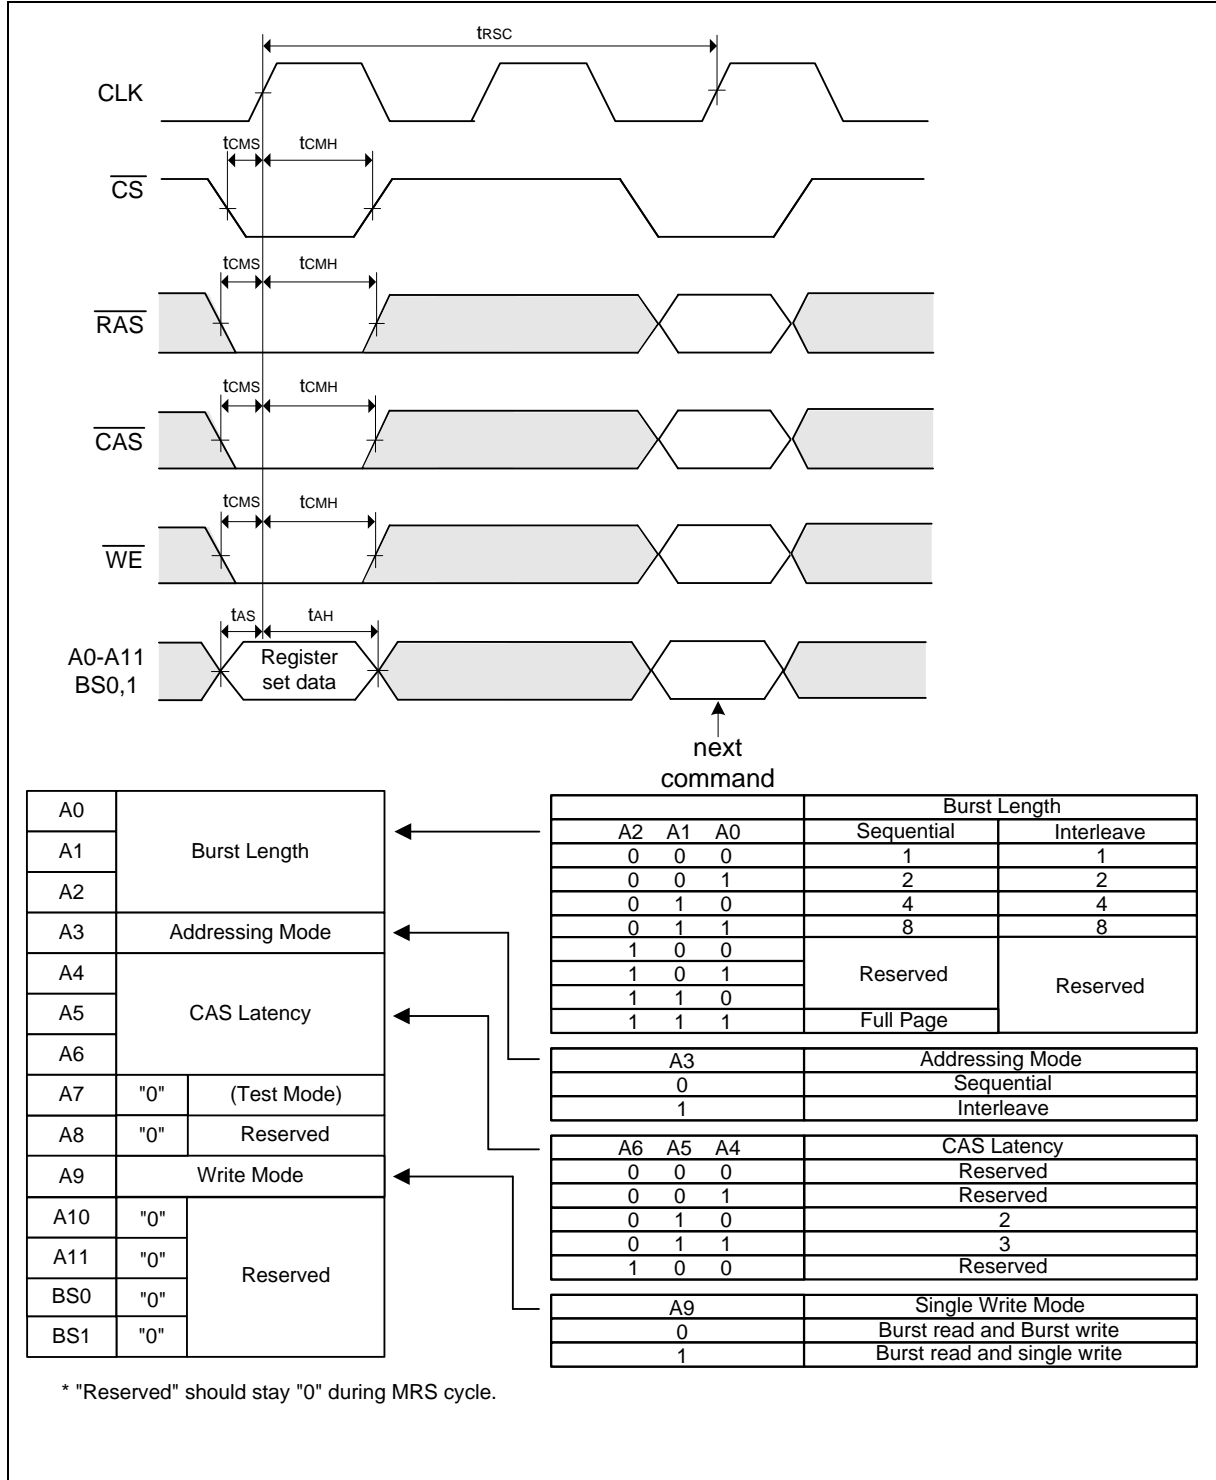 tRSC
CLK
tCMS tCMH
CS
tCMS tCMH
RAS
tCMS tCMH
CAS
tCMS tCMH
WE
tAS tAH
A0-A11
BS0,1
Register
set data
next
command
A0
A1 Burst Length
A2
A3 Addressing Mode
A4
A5 CAS Latency
A6
A7 "0" (Test Mode)
A8 "0" Reserved
A9 Write Mode
A10 "0"
A11 "0"
Reserved
BS0 "0"
BS1 "0"
Burst Length
A2 A1 A0 Sequential Interleave
0 0 0 1 1
0 0 1 2 2
0 1 0 4 4
0 1 1 8 8
1 0 0
1 0 1 Reserved Reserved
1 1 0
1 1 1 Full Page
A3 Addressing Mode
0 Sequential
1 Interleave
A6 A5 A4 CAS Latency
0 0 0 Reserved
0 0 1 Reserved
0 1 0 2
0 1 1 3
1 0 0 Reserved
A9 Single Write Mode
0 Burst read and Burst write
1 Burst read and single write
* "Reserved" should stay "0" during MRS cycle.